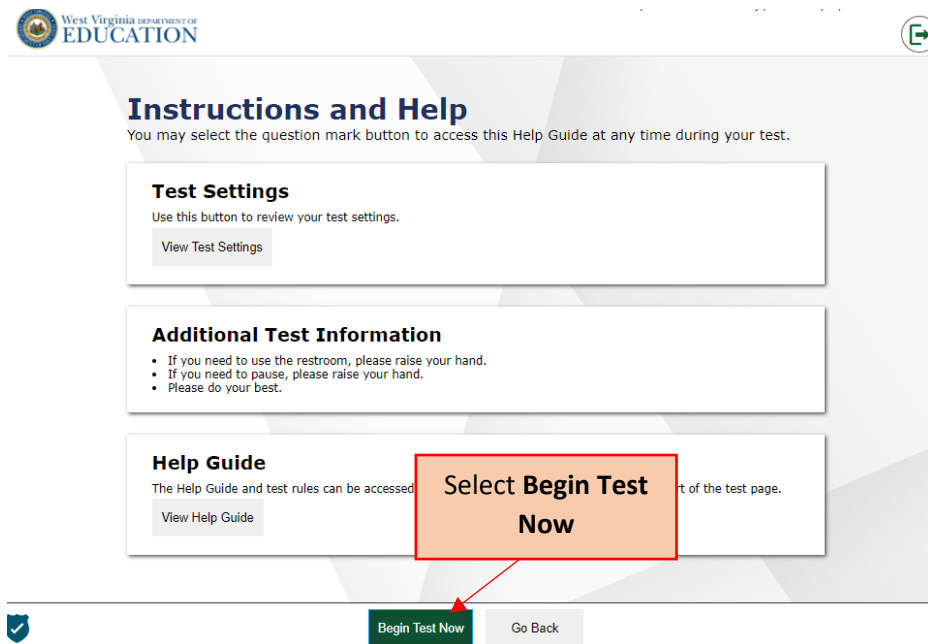 West Virginia DEPARTMENT OF
EDUCATION
Instructions and Help
You may select the question mark button to access this Help Guide at any time during your test.
Test Settings
Use this button to review your test settings.
View Test Settings
Additional Test Information
• If you need to use the restroom, please raise your hand.
• If you need to pause, please raise your hand.
• Please do your best.
Help Guide
The Help Guide and test rules can be accessed of the test page.
View Help Guide
Select Begin Test
Now
Begin Test Now
Go Back